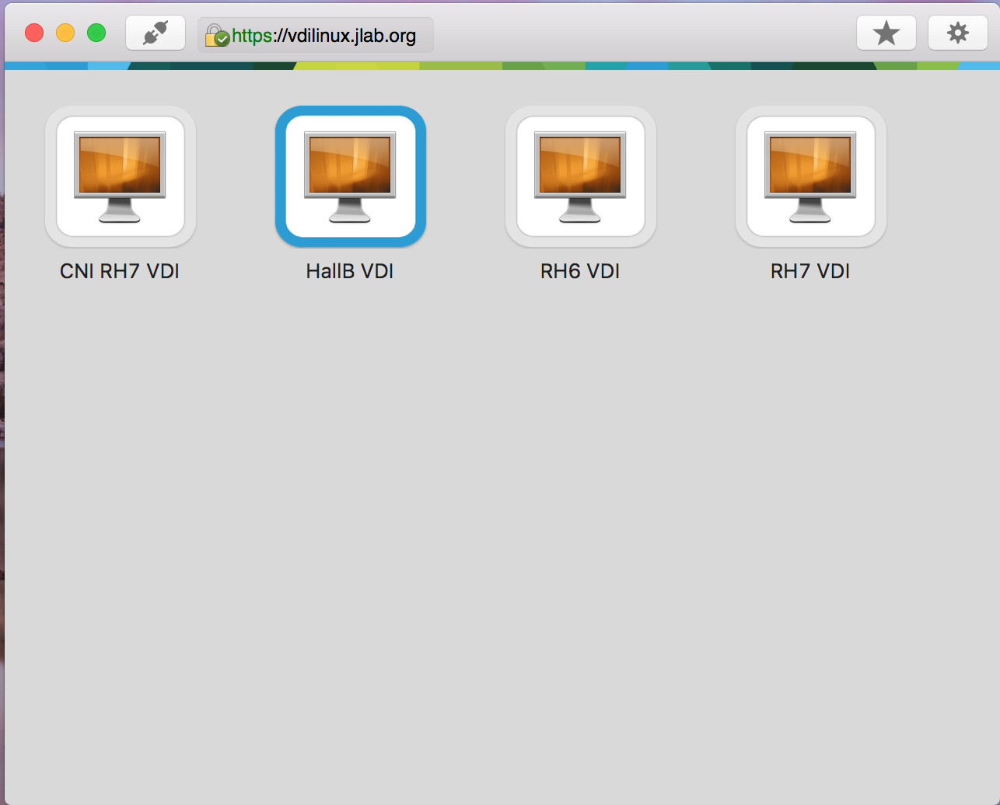 https://vdilinux.jlab.org
CNI RH7 VDI
HallB VDI
RH6 VDI
RH7 VDI